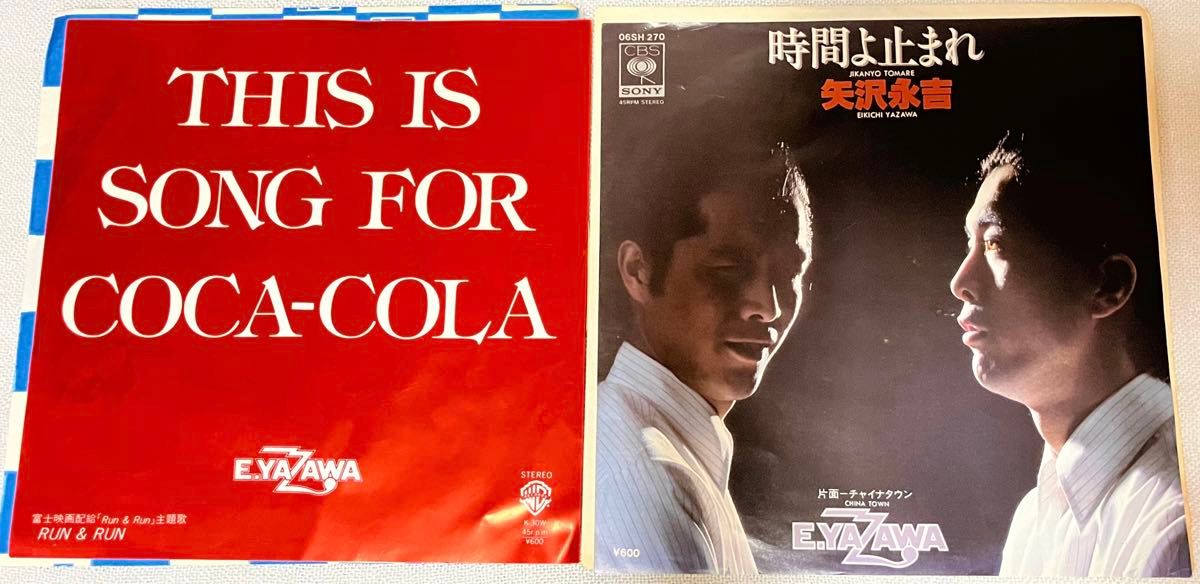 THIS IS
SONG FOR
COCA-COLA
E.YAZAWA
STEREO
K-10W
45r.p.m
¥600
富士映画配給「Run & Run」主題歌
RUN & RUN
06SH 270
CBS
SONY
45RPM STEREO
時間よ止まれ
JIKANYO TOMARE
矢沢永吉
EIKICHI YAZAWA
片面ーチャイナタウン
CHINA TOWN
E.YAZAWA
¥600